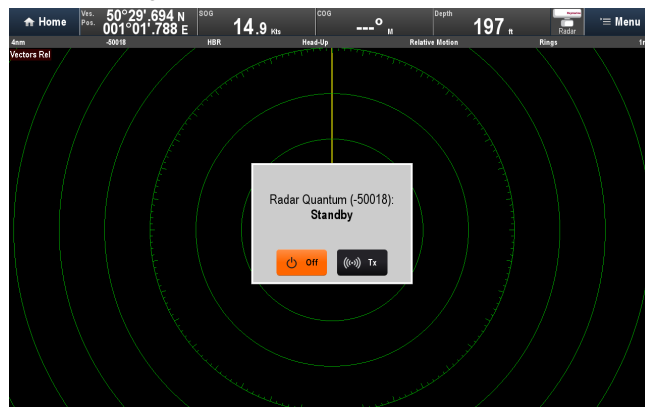 Home
Ves. Pos.
50°29'.694 N
001°01'.788 E
SOG
14.9 Kts
COG
---° M
Depth
197 ft
Radar
Menu
4nm -50018 HBR Head-Up Relative Motion Rings 1n
Vectors Rel
Radar Quantum (-50018):
Standby
Off
Tx